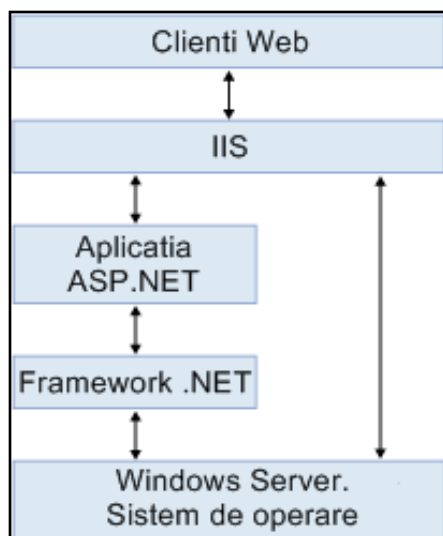 Clienti Web
IIS
Aplicatia
ASP.NET
Framework .NET
Windows Server.
Sistem de operare